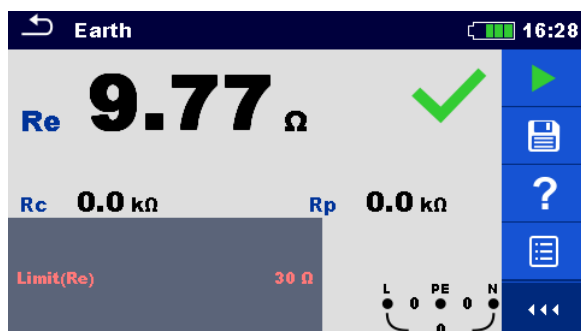 Earth 16:28
Re 9.77 Ω
Rc 0.0 kΩ Rp 0.0 kΩ
?
Limit(Re) 30 Ω
L PE N
0 0
0